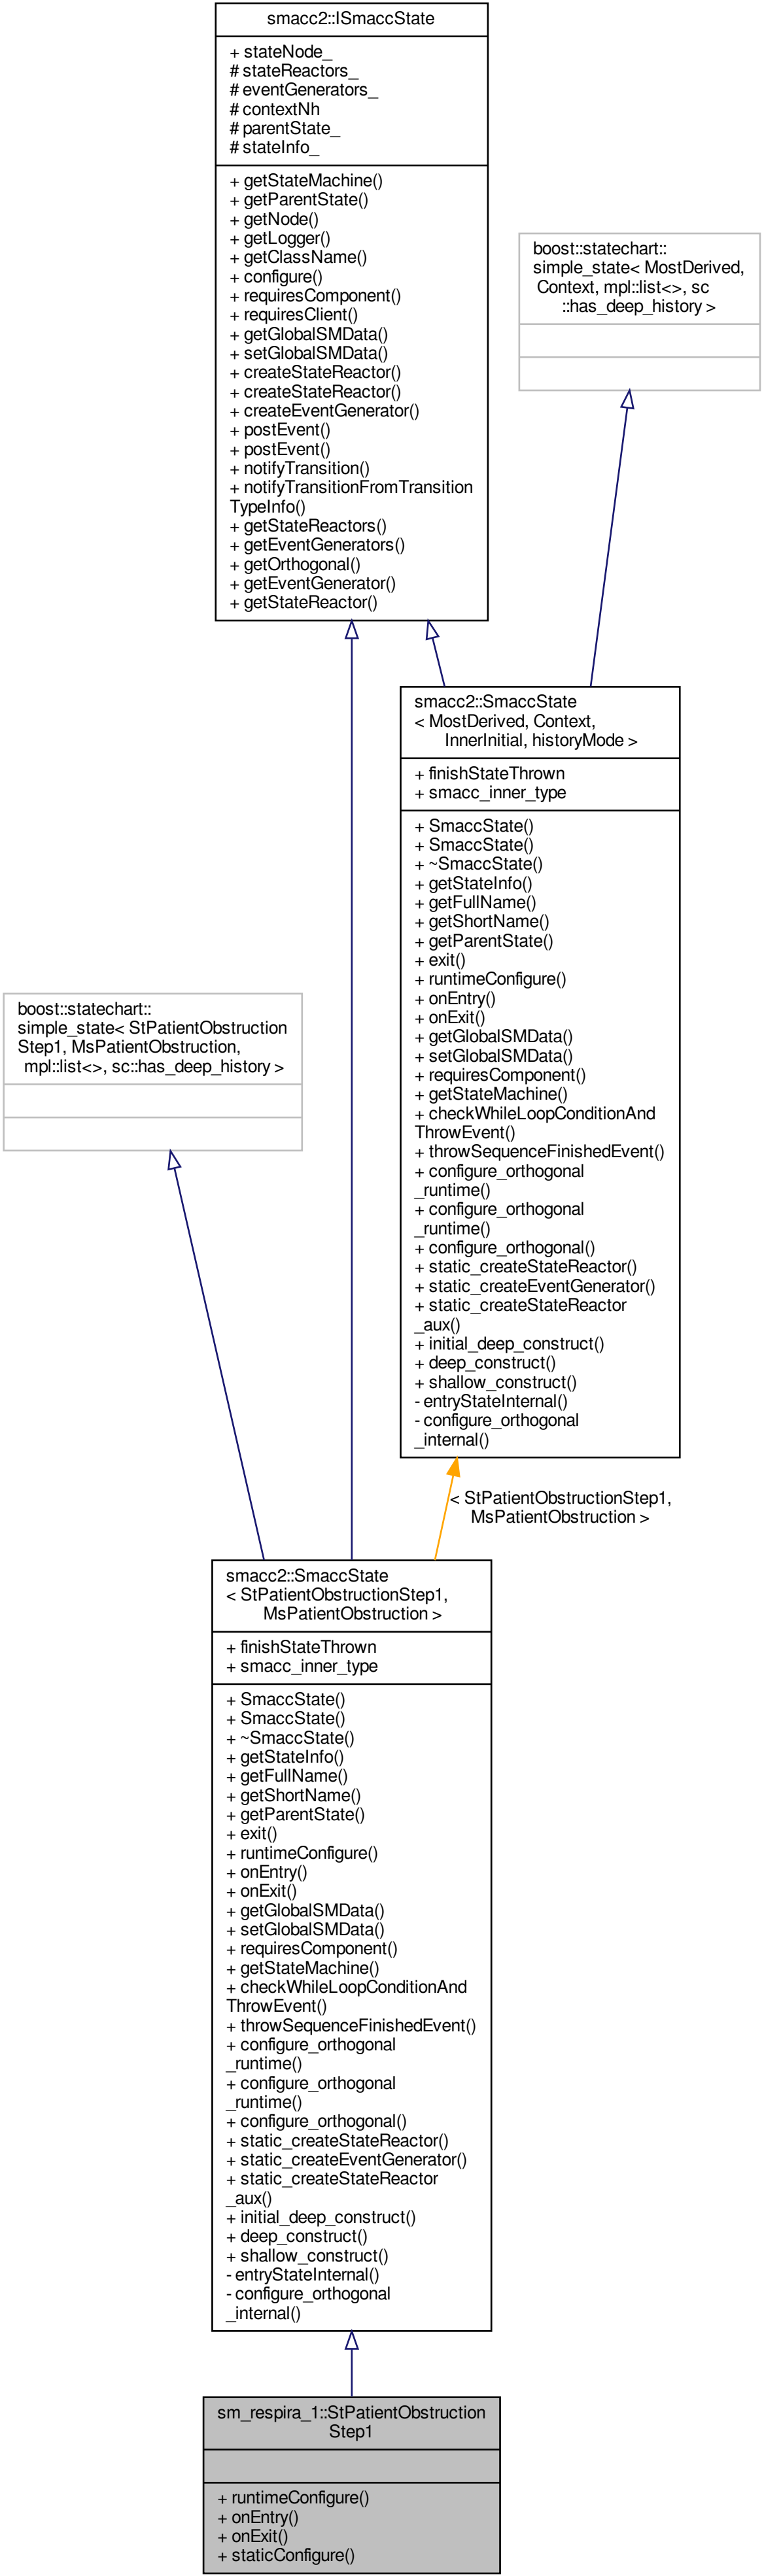 smacc2::ISmaccState
+ stateNode_
# stateReactors_
# eventGenerators_
# contextNh
# parentState_
# stateInfo_
+ getStateMachine()
+ getParentState()
+ getNode()
+ getLogger()
+ getClassName()
+ configure()
+ requiresComponent()
+ requiresClient()
+ getGlobalSMData()
+ setGlobalSMData()
+ createStateReactor()
+ createStateReactor()
+ createEventGenerator()
+ postEvent()
+ postEvent()
+ notifyTransition()
+ notifyTransitionFromTransition
TypeInfo()
+ getStateReactors()
+ getEventGenerators()
+ getOrthogonal()
+ getEventGenerator()
+ getStateReactor()
boost::statechart::
simple_state< MostDerived,
Context, mpl::list<>, sc
::has_deep_history >
smacc2::SmaccState
< MostDerived, Context,
InnerInitial, historyMode >
+ finishStateThrown
+ smacc_inner_type
+ SmaccState()
+ SmaccState()
+ ~SmaccState()
+ getStateInfo()
+ getFullName()
+ getShortName()
+ getParentState()
+ exit()
+ runtimeConfigure()
+ onEntry()
+ onExit()
+ getGlobalSMData()
+ setGlobalSMData()
+ requiresComponent()
+ getStateMachine()
+ checkWhileLoopConditionAnd
ThrowEvent()
+ throwSequenceFinishedEvent()
+ configure_orthogonal
_runtime()
+ configure_orthogonal
_runtime()
+ configure_orthogonal()
+ static_createStateReactor()
+ static_createEventGenerator()
+ static_createStateReactor
_aux()
+ initial_deep_construct()
+ deep_construct()
+ shallow_construct()
- entryStateInternal()
- configure_orthogonal
_internal()
boost::statechart::
simple_state< StPatientObstruction
Step1, MsPatientObstruction,
mpl::list<>, sc::has_deep_history >
< StPatientObstructionStep1,
MsPatientObstruction >
smacc2::SmaccState
< StPatientObstructionStep1,
MsPatientObstruction >
+ finishStateThrown
+ smacc_inner_type
+ SmaccState()
+ SmaccState()
+ ~SmaccState()
+ getStateInfo()
+ getFullName()
+ getShortName()
+ getParentState()
+ exit()
+ runtimeConfigure()
+ onEntry()
+ onExit()
+ getGlobalSMData()
+ setGlobalSMData()
+ requiresComponent()
+ getStateMachine()
+ checkWhileLoopConditionAnd
ThrowEvent()
+ throwSequenceFinishedEvent()
+ configure_orthogonal
_runtime()
+ configure_orthogonal
_runtime()
+ configure_orthogonal()
+ static_createStateReactor()
+ static_createEventGenerator()
+ static_createStateReactor
_aux()
+ initial_deep_construct()
+ deep_construct()
+ shallow_construct()
- entryStateInternal()
- configure_orthogonal
_internal()
sm_respira_1::StPatientObstruction
Step1
+ runtimeConfigure()
+ onEntry()
+ onExit()
+ staticConfigure()